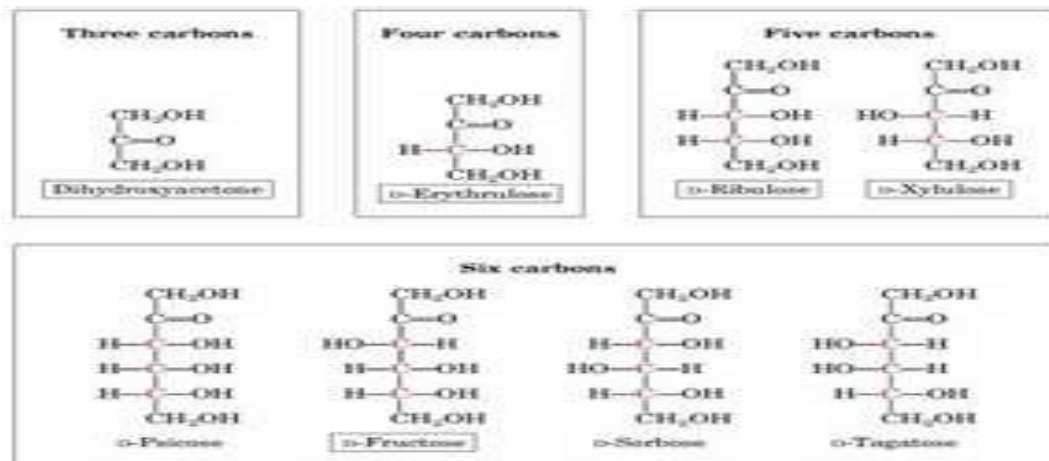 Three carbons
CH₂OH
C=O
CH₂OH
Dihydroxyacetone
Four carbons
CH₂OH
C=O
H—C—OH
CH₂OH
D-Erythrulose
Five carbons
CH₂OH
C=O
H—C—OH
H—C—OH
CH₂OH
D-Ribulose
CH₂OH
C=O
HO—C—H
H—C—OH
CH₂OH
D-Xylulose
Six carbons
CH₂OH
C=O
H—C—OH
H—C—OH
H—C—OH
CH₂OH
D-Psicose
CH₂OH
C=O
HO—C—H
H—C—OH
H—C—OH
CH₂OH
D-Fructose
CH₂OH
C=O
H—C—OH
HO—C—H
H—C—OH
CH₂OH
D-Sorbose
CH₂OH
C=O
HO—C—H
HO—C—H
H—C—OH
CH₂OH
D-Tagatose